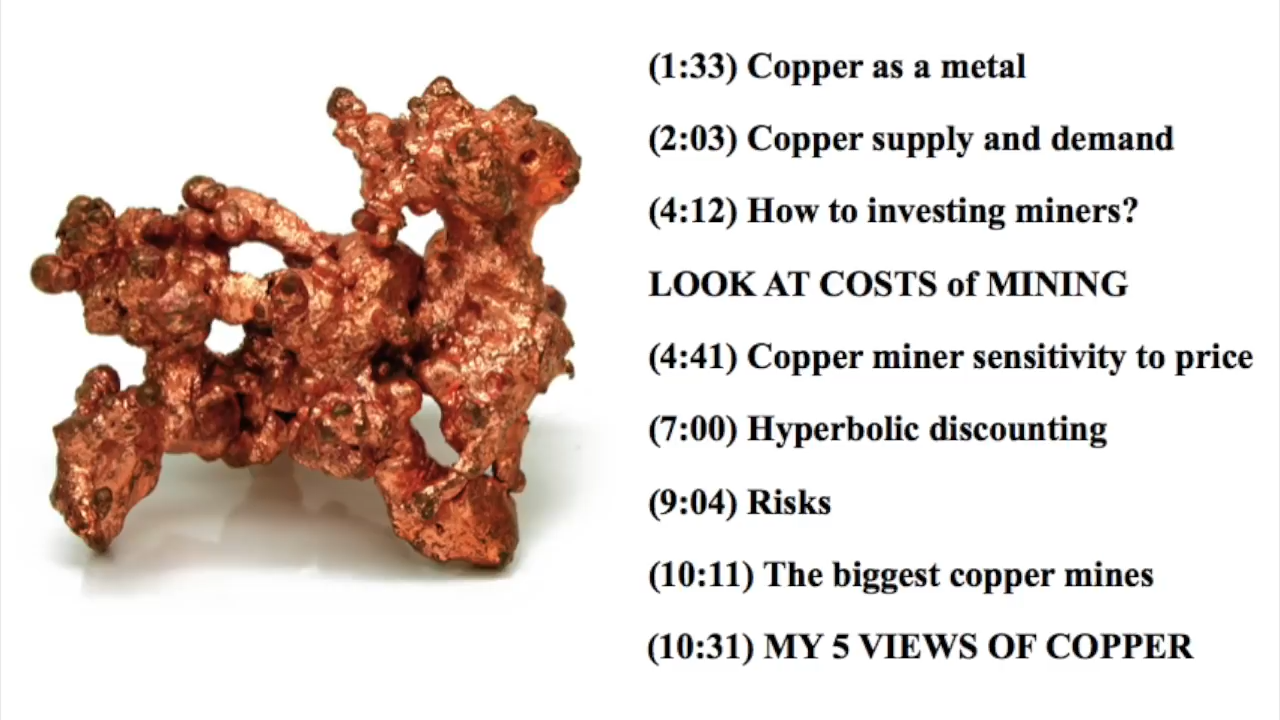 (1:33) Copper as a metal
(2:03) Copper supply and demand
(4:12) How to investing miners?
LOOK AT COSTS of MINING
(4:41) Copper miner sensitivity to price
(7:00) Hyperbolic discounting
(9:04) Risks
(10:11) The biggest copper mines
(10:31) MY 5 VIEWS OF COPPER